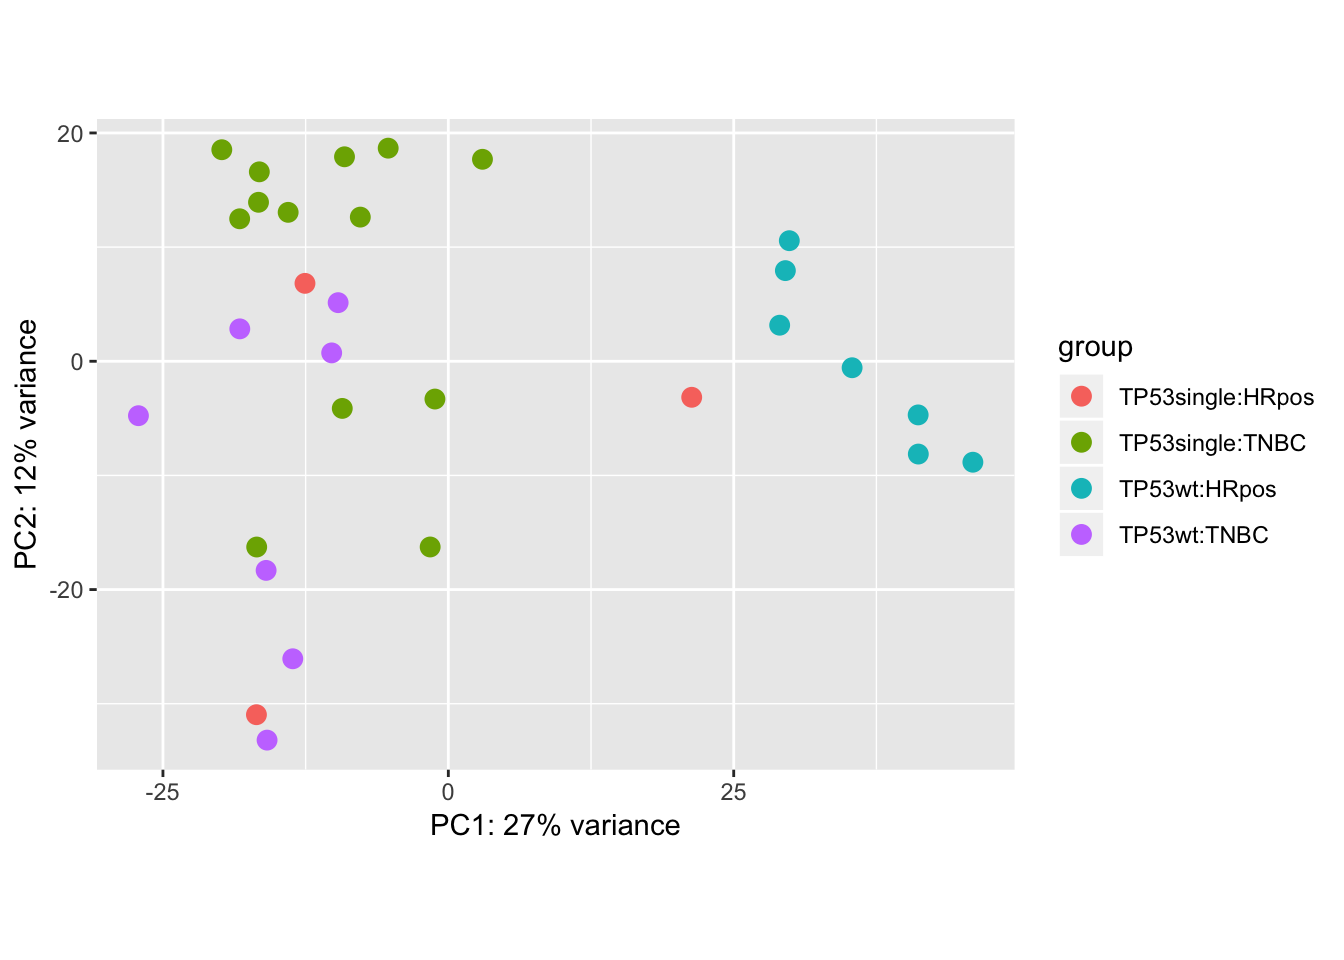 20
0
-20
PC2: 12% variance
-25
0
25
PC1: 27% variance
group
TP53single:HRpos
TP53single:TNBC
TP53wt:HRpos
TP53wt:TNBC